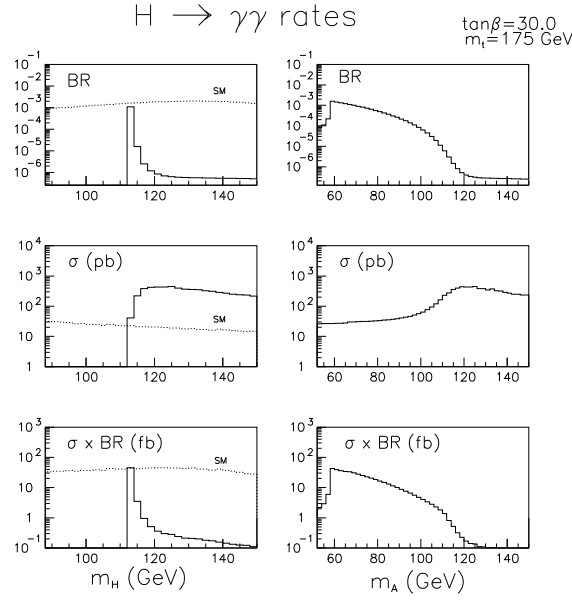 H → γγ rates
tanβ=30.0
m_t=175 GeV
10^-1
10^-2
10^-3
10^-4
10^-5
10^-6
BR
SM
100 120 140
10^-1
10^-2
10^-3
10^-4
10^-5
10^-6
BR
60 80 100 120 140
10^4
10^3
10^2
10
1
σ (pb)
SM
100 120 140
10^4
10^3
10^2
10
1
σ (pb)
60 80 100 120 140
10^3
10^2
10
1
10^-1
σ x BR (fb)
SM
100 120 140
m_H (GeV)
10^3
10^2
10
1
10^-1
σ x BR (fb)
60 80 100 120 140
m_A (GeV)